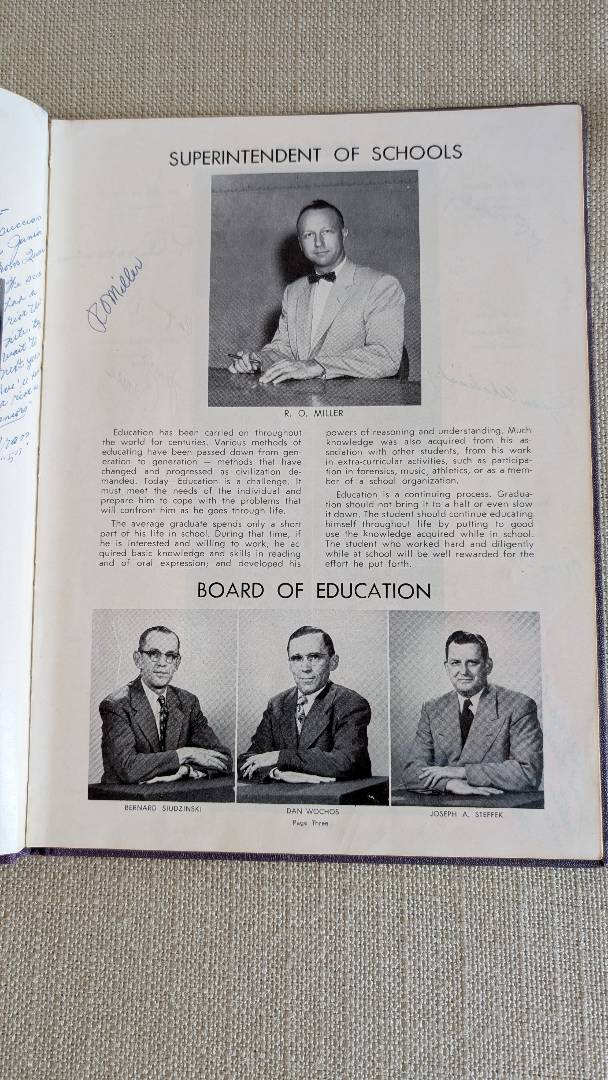 SUPERINTENDENT OF SCHOOLS
RO Miller
R. O. MILLER
Education has been carried on throughout
the world for centuries. Various methods of
educating have been passed down from gen-
eration to generation — methods that have
changed and progressed as civilization de-
manded. Today Education is a challenge. It
must meet the needs of the individual and
prepare him to cope with the problems that
will confront him as he goes through life.
The average graduate spends only a short
part of his life in school. During that time, if
he is interested and willing to work, he ac
quired basic knowledge and skills in reading
and of oral expression; and developed his
powers of reasoning and understanding. Much
knowledge was also acquired from his as-
sociation with other students, from his work
in extra-curricular activities, such as participa-
tion in forensics, music, athletics, or as a mem-
ber of a school organization.
Education is a continuing process. Gradua-
tion should not bring it to a halt or even slow
it down. The student should continue educating
himself throughout life by putting to good
use the knowledge acquired while in school.
The student who worked hard and diligently
while at school will be well rewarded for the
effort he put forth.
BOARD OF EDUCATION
BERNARD SIUDZINSKI
DAN WOCHOS
JOSEPH A. STEFFEK
Page Three